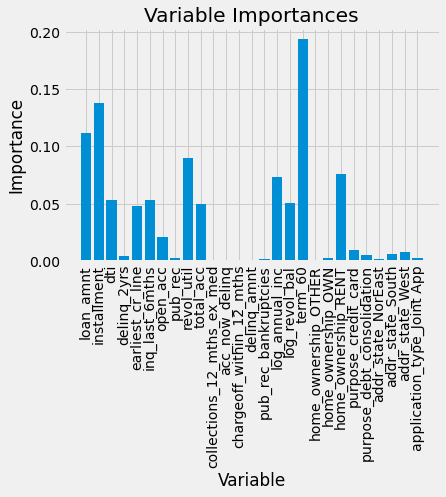 Variable Importances
Importance
0.20
0.15
0.10
0.05
0.00
loan_amnt
installment
dti
delinq_2yrs
earliest_cr_line
inq_last_6mths
open_acc
pub_rec
revol_util
total_acc
collections_12_mths_ex_med
acc_now_delinq
chargeoff_within_12_mths
delinq_amnt
pub_rec_bankruptcies
log_annual_inc
log_revol_bal
term_60
home_ownership_OTHER
home_ownership_OWN
home_ownership_RENT
purpose_credit_card
purpose_debt_consolidation
addr_state_NorEast
addr_state_South
addr_state_West
application_type_Joint App
Variable